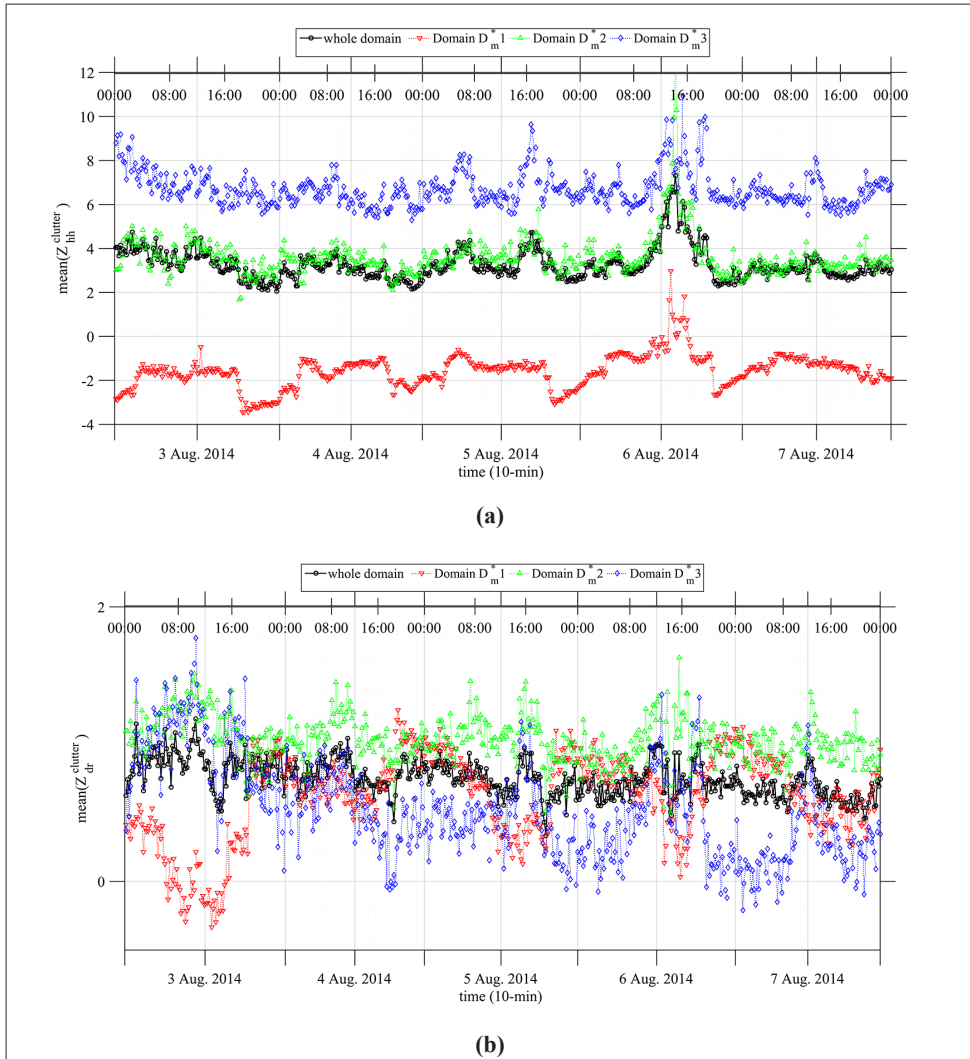 whole domain Domain D*m1 Domain D*m2 Domain D*m3
12
00:00 08:00 16:00 00:00 08:00 16:00 00:00 08:00 16:00 00:00 08:00 16:00 00:00 08:00 16:00 00:00
10
8
6
4
2
0
-2
-4
mean(Z clutter hh)
3 Aug. 2014 4 Aug. 2014 5 Aug. 2014 6 Aug. 2014 7 Aug. 2014
time (10-min)
(a)
whole domain Domain D*m1 Domain D*m2 Domain D*m3
2
00:00 08:00 16:00 00:00 08:00 16:00 00:00 08:00 16:00 00:00 08:00 16:00 00:00 08:00 16:00 00:00
mean(Z clutter dr)
0
3 Aug. 2014 4 Aug. 2014 5 Aug. 2014 6 Aug. 2014 7 Aug. 2014
time (10-min)
(b)